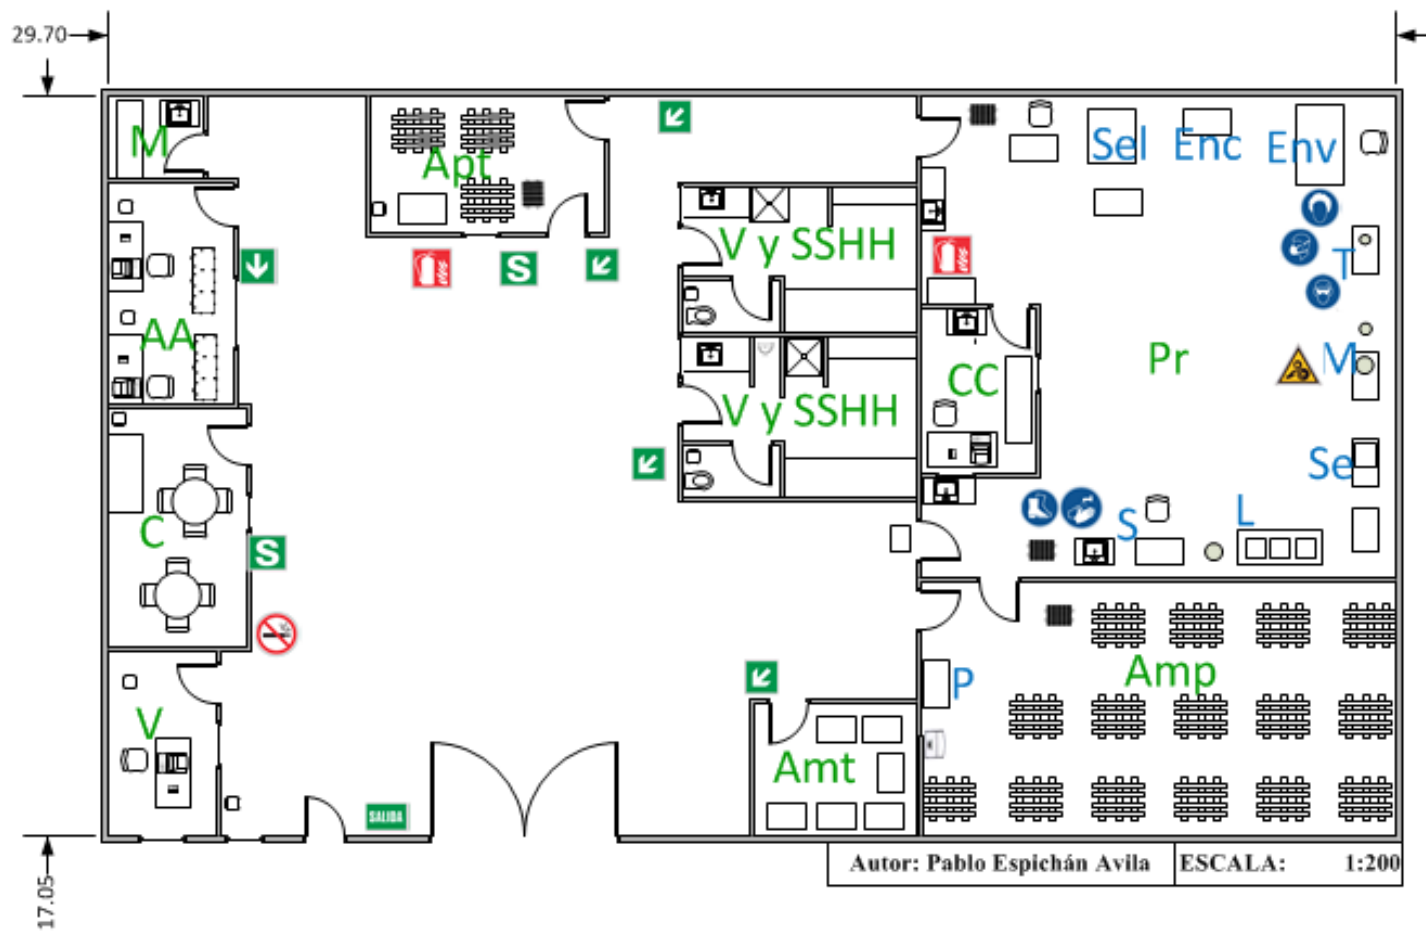 29.70
M
Apt
Sel
Enc
Env
V y SSHH
S
T
AA
Pr
M
CC
V y SSHH
Se
C
S
S
L
Amp
P
V
Amt
SALIDA
Autor: Pablo Espichán Avila
ESCALA: 1:200
17.05